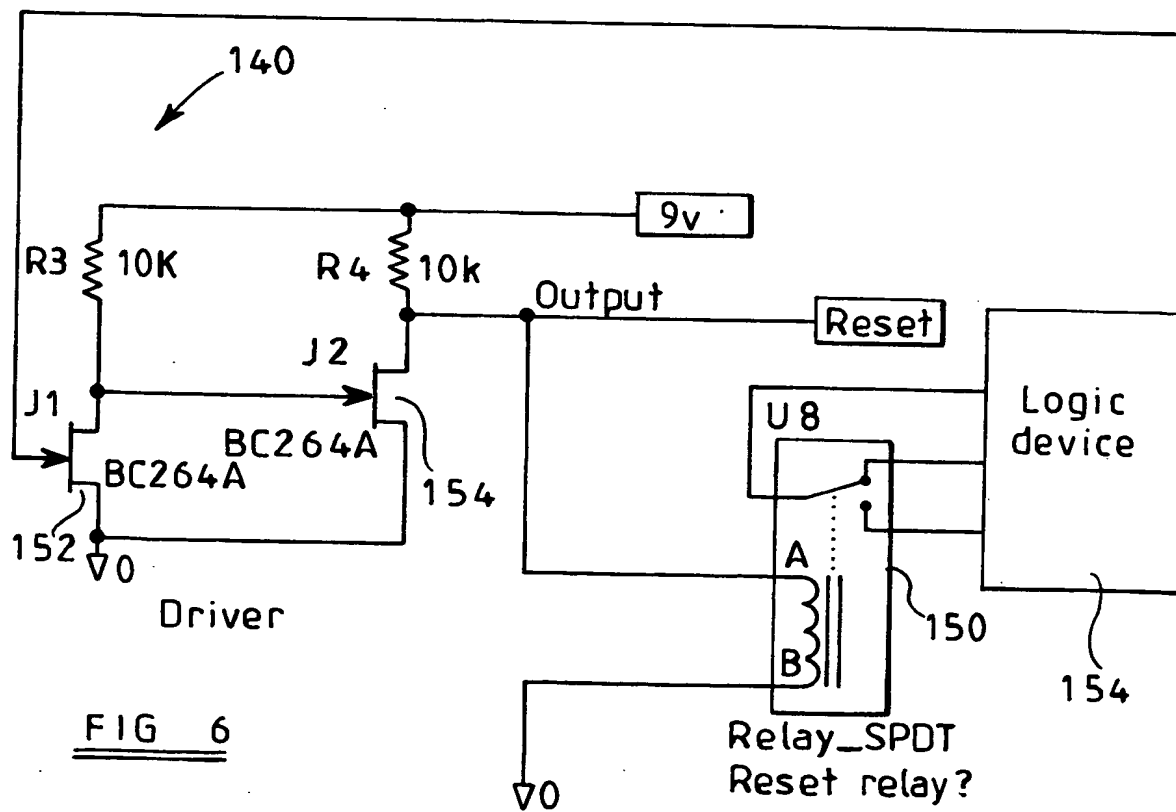 140
9v
R3
10K
R4
10k
Output
Reset
J2
J1
BC264A
BC264A
154
152
0
Driver
U8
Logic
device
A
B
150
154
FIG 6
Relay_SPDT
Reset relay?
0